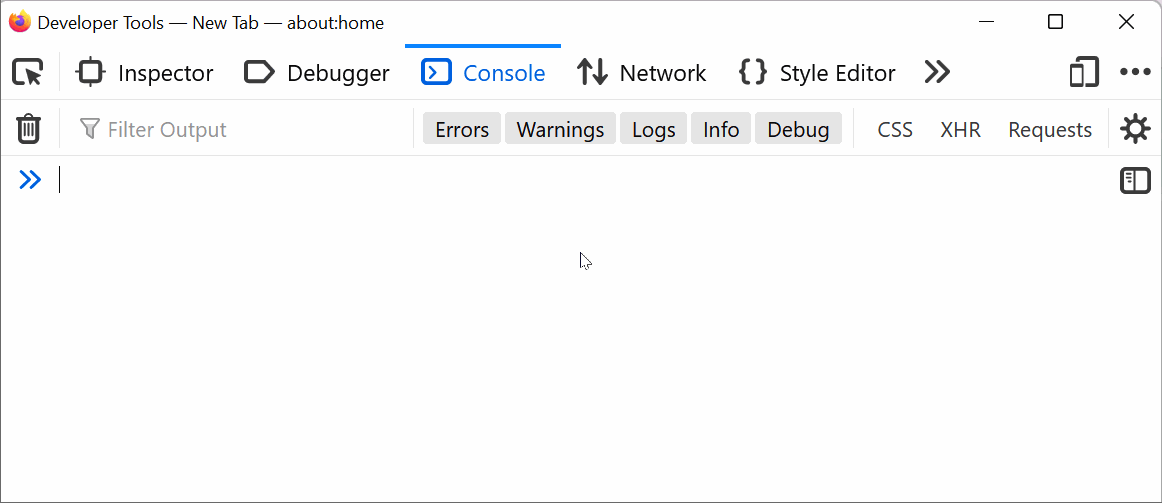 Developer Tools — New Tab — about:home
Inspector Debugger Console Network Style Editor
Filter Output Errors Warnings Logs Info Debug CSS XHR Requests